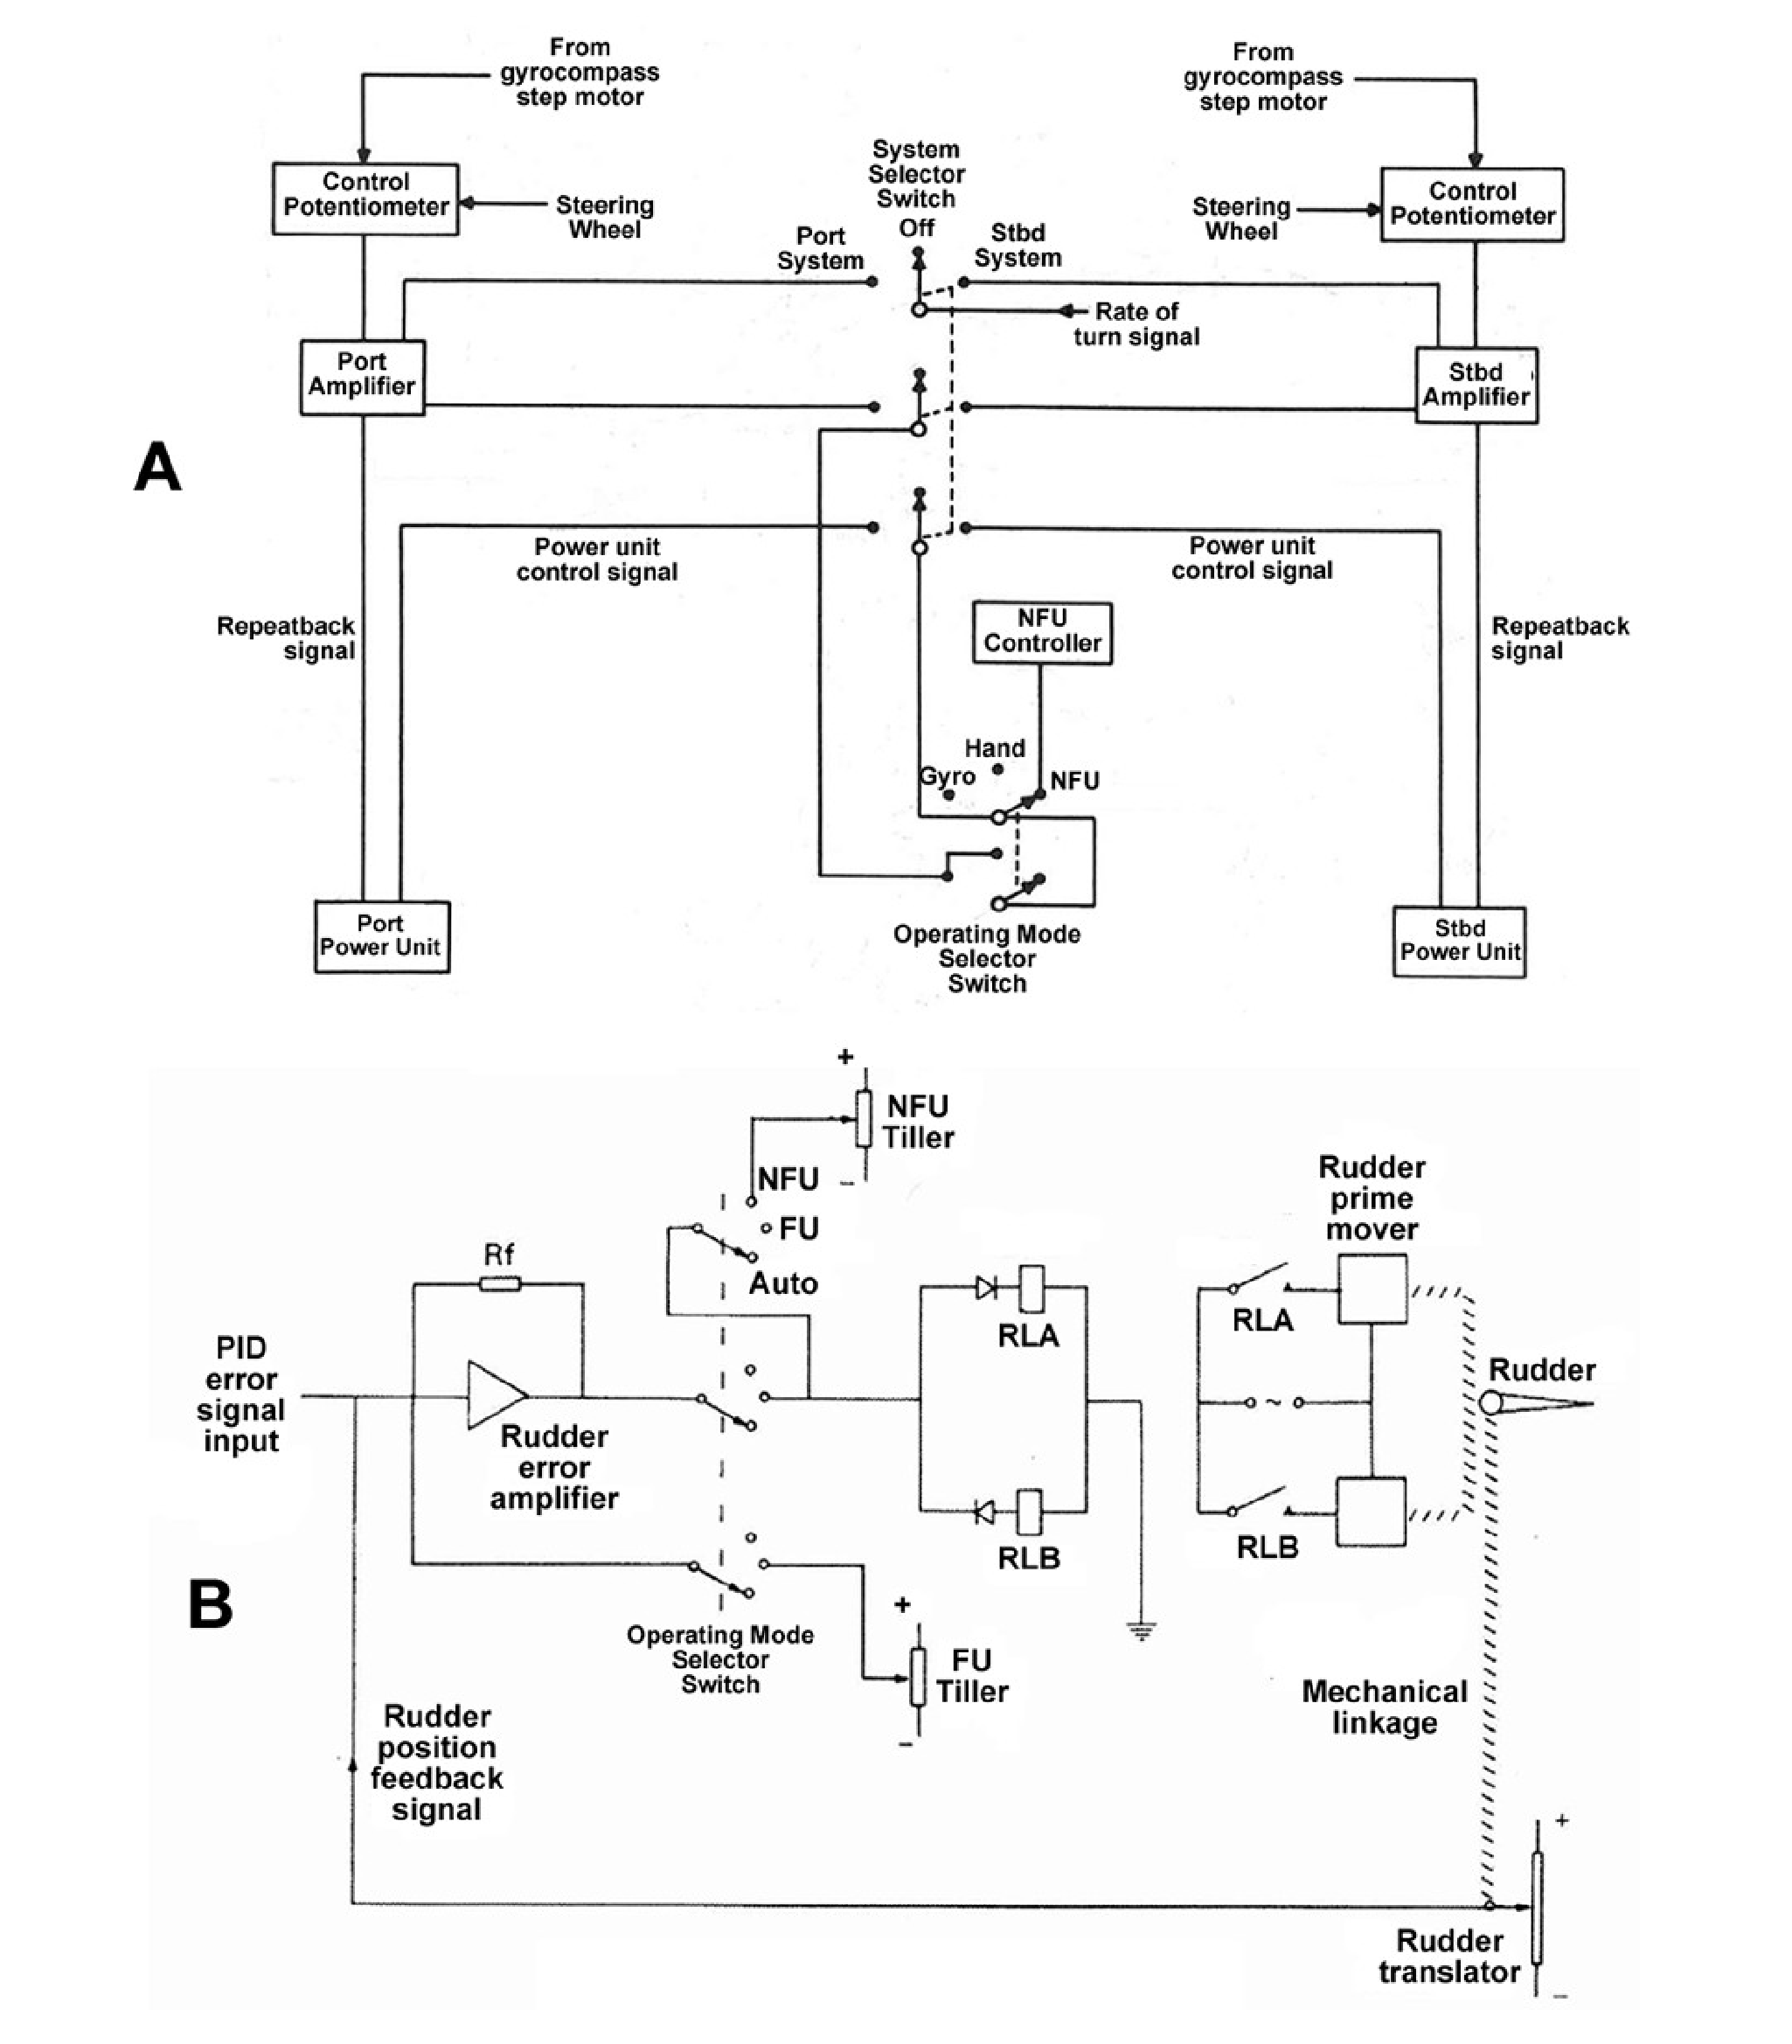 From
gyrocompass
step motor
From
gyrocompass
step motor
Control
Potentiometer
Steering
Wheel
System
Selector
Switch
Off
Port
System
Stbd
System
Steering
Wheel
Control
Potentiometer
Rate of
turn signal
Port
Amplifier
Stbd
Amplifier
A
Power unit
control signal
Power unit
control signal
Repeatback
signal
NFU
Controller
Repeatback
signal
Hand
Gyro
NFU
Port
Power Unit
Operating Mode
Selector
Switch
Stbd
Power Unit
+
NFU
Tiller
–
NFU
FU
Auto
Rf
Rudder
prime
mover
RLA
RLA
PID
error
signal
input
Rudder
error
amplifier
~
Rudder
RLB
RLB
B
Operating Mode
Selector
Switch
+
FU
Tiller
–
Rudder
position
feedback
signal
Mechanical
linkage
+
Rudder
translator
–